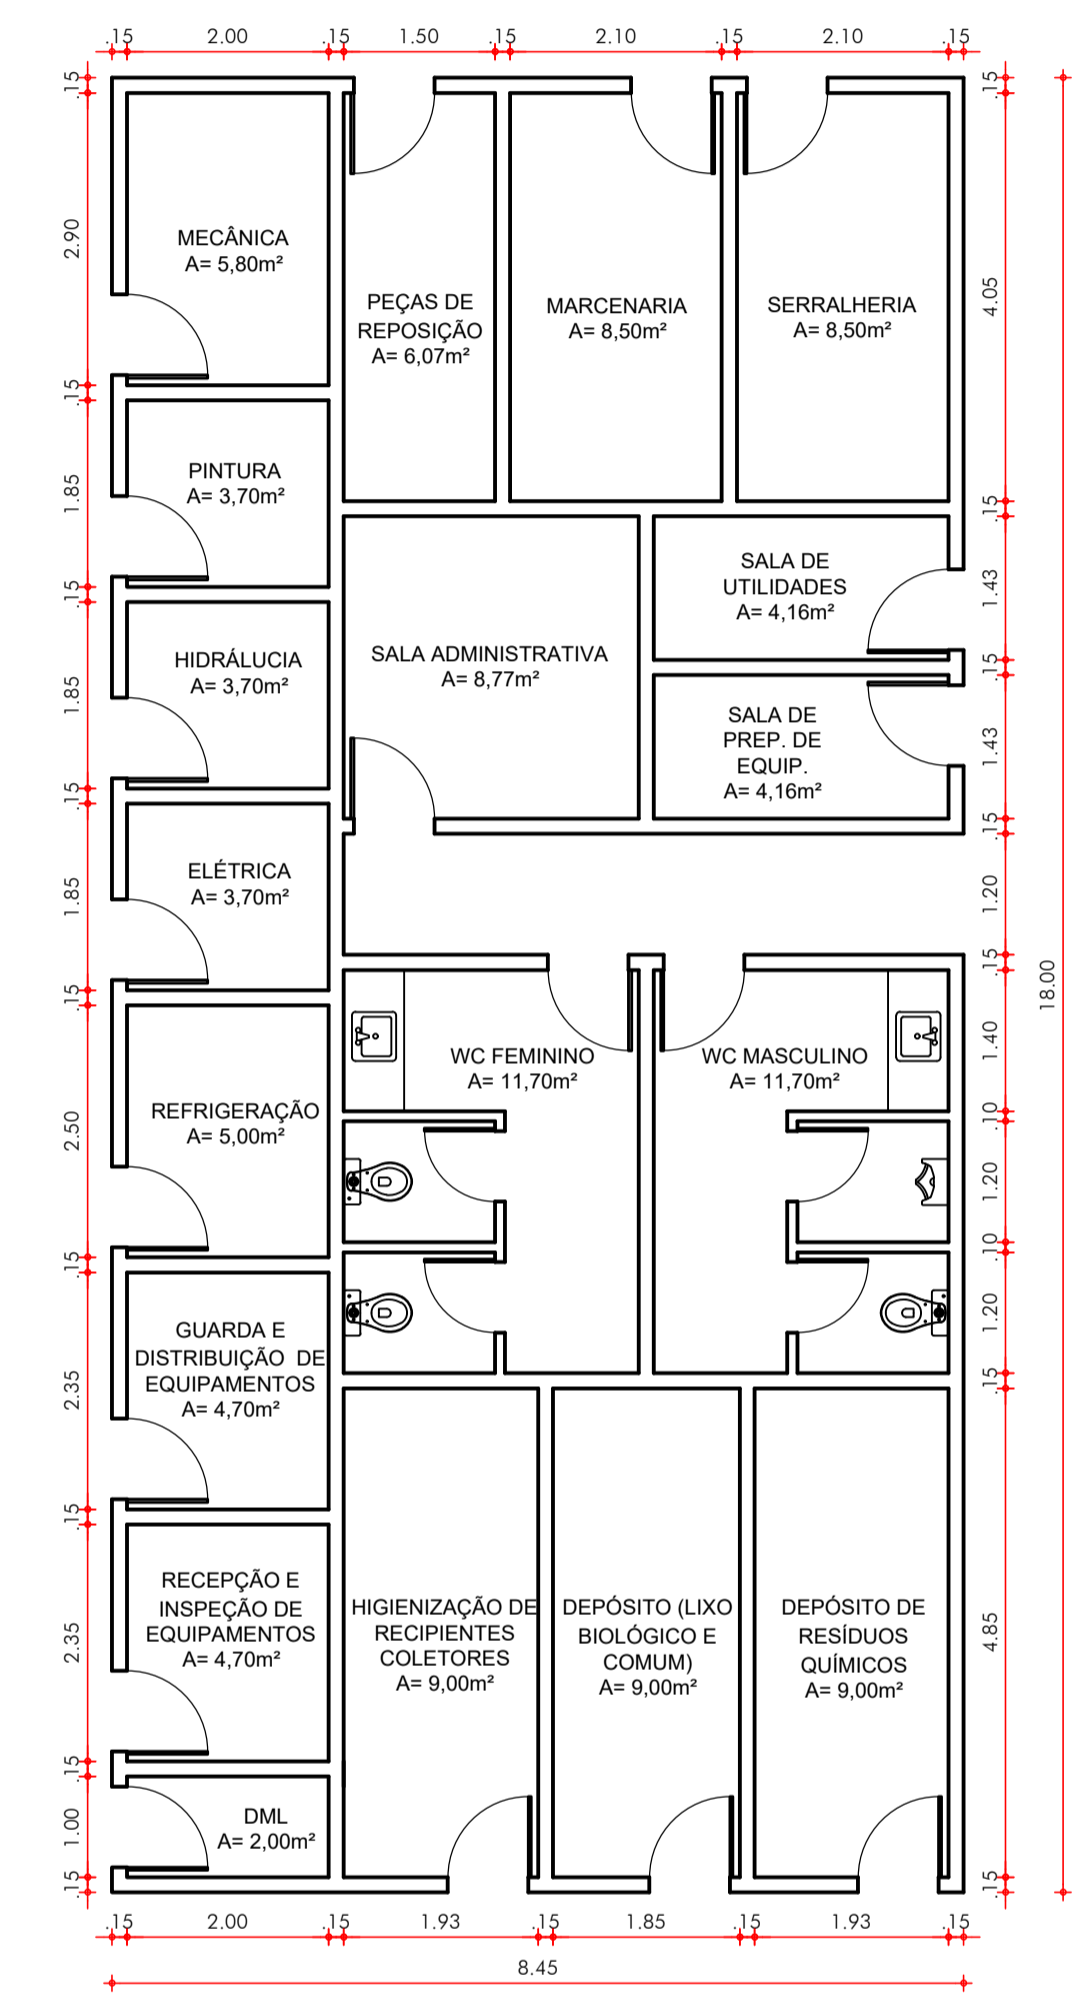 .15 2.00 .15 1.50 .15 2.10 .15 2.10 .15
.15
2.90
.15
1.85
.15
1.85
.15
1.85
.15
2.50
.15
2.35
.15
2.35
.15
1.00
.15
MECÂNICA
A= 5,80m²
PEÇAS DE
REPOSIÇÃO
A= 6,07m²
MARCENARIA
A= 8,50m²
SERRALHERIA
A= 8,50m²
PINTURA
A= 3,70m²
SALA DE
UTILIDADES
A= 4,16m²
HIDRÁLUCIA
A= 3,70m²
SALA ADMINISTRATIVA
A= 8,77m²
SALA DE
PREP. DE
EQUIP.
A= 4,16m²
ELÉTRICA
A= 3,70m²
REFRIGERAÇÃO
A= 5,00m²
WC FEMININO
A= 11,70m²
WC MASCULINO
A= 11,70m²
GUARDA E
DISTRIBUIÇÃO DE
EQUIPAMENTOS
A= 4,70m²
RECEPÇÃO E
INSPEÇÃO DE
EQUIPAMENTOS
A= 4,70m²
HIGIENIZAÇÃO DE
RECIPIENTES
COLETORES
A= 9,00m²
DEPÓSITO (LIXO
BIOLÓGICO E
COMUM)
A= 9,00m²
DEPÓSITO DE
RESÍDUOS
QUÍMICOS
A= 9,00m²
DML
A= 2,00m²
.15
4.05
.15
1.43
.15
1.43
.15
1.20
.15
1.40
.10
1.20
.10
1.20
.15
4.85
.15
18.00
.15 2.00 .15 1.93 .15 1.85 .15 1.93 .15
8.45